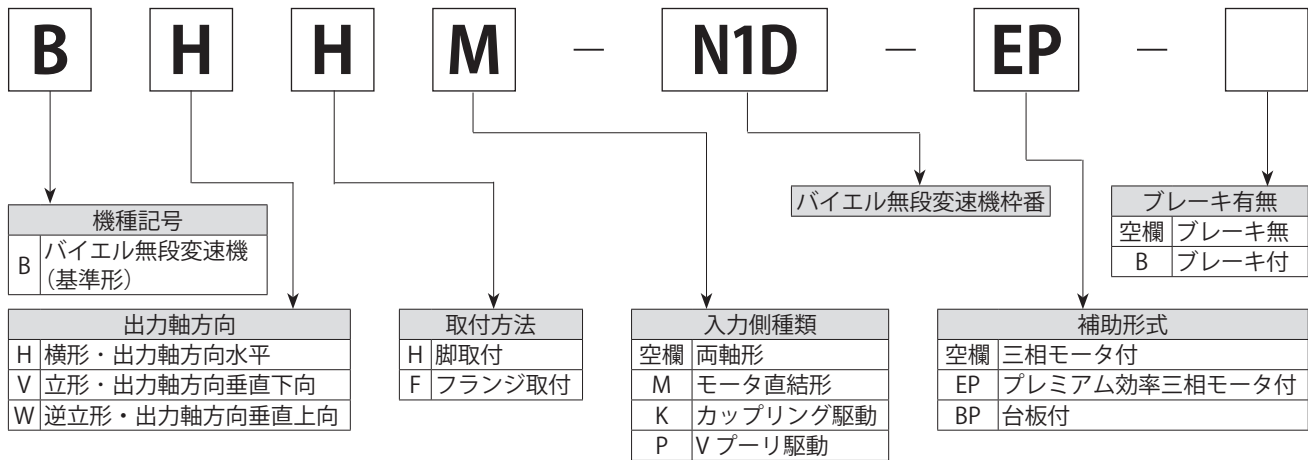 B H H M — N1D — EP —
機種記号
B バイエル無段変速機
（基準形）
バイエル無段変速機枠番
ブレーキ有無
空欄 ブレーキ無
B ブレーキ付
出力軸方向
H 横形・出力軸方向水平
V 立形・出力軸方向垂直下向
W 逆立形・出力軸方向垂直上向
取付方法
H 脚取付
F フランジ取付
入力側種類
空欄 両軸形
M モータ直結形
K カップリング駆動
P V プーリ駆動
補助形式
空欄 三相モータ付
EP プレミアム効率三相モータ付
BP 台板付